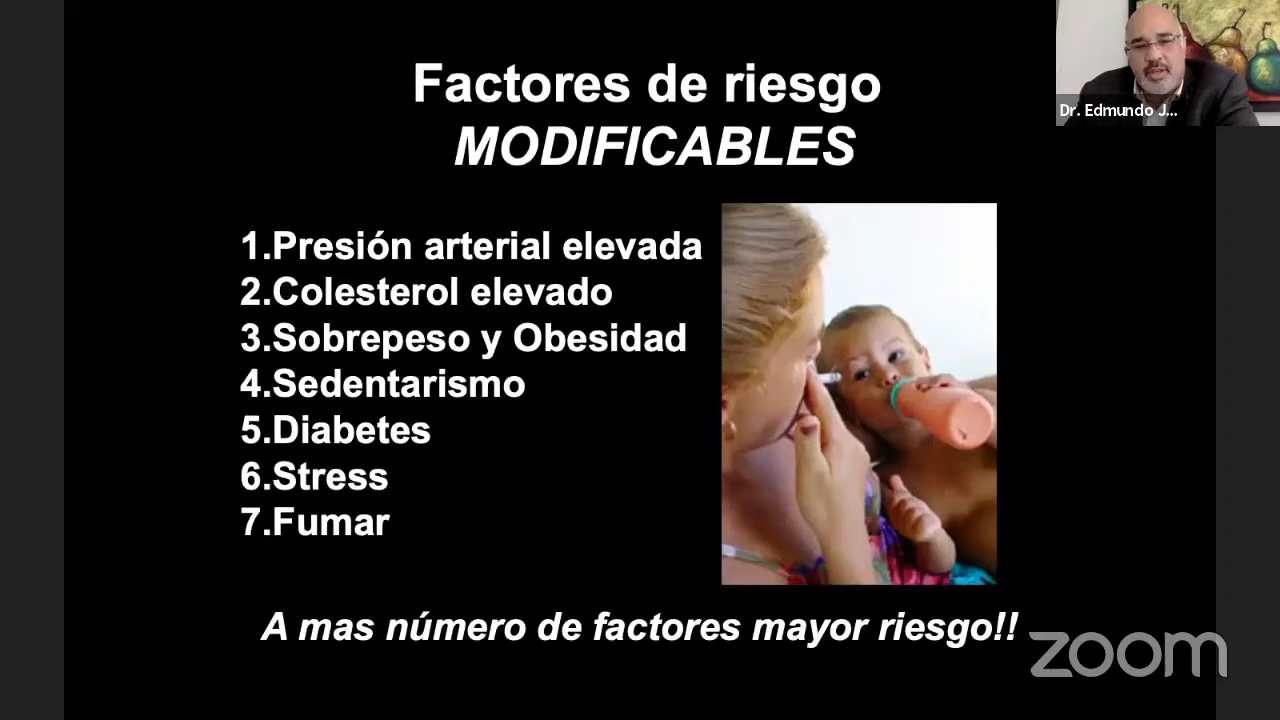 Factores de riesgo
MODIFICABLES
1.Presión arterial elevada
2.Colesterol elevado
3.Sobrepeso y Obesidad
4.Sedentarismo
5.Diabetes
6.Stress
7.Fumar
A mas número de factores mayor riesgo!!
Dr. Edmundo J...
zoom